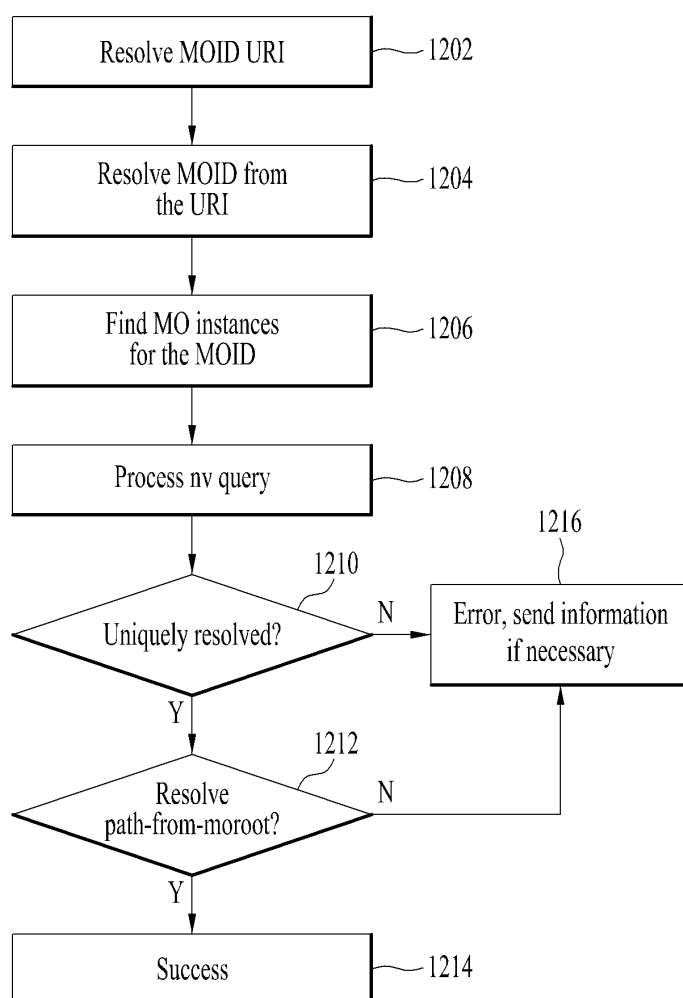 Resolve MOID URI
1202
Resolve MOID from
the URI
1204
Find MO instances
for the MOID
1206
Process nv query
1208
1210
Uniquely resolved?
N
Y
1216
Error, send information
if necessary
1212
Resolve
path-from-moroot?
N
Y
Success
1214